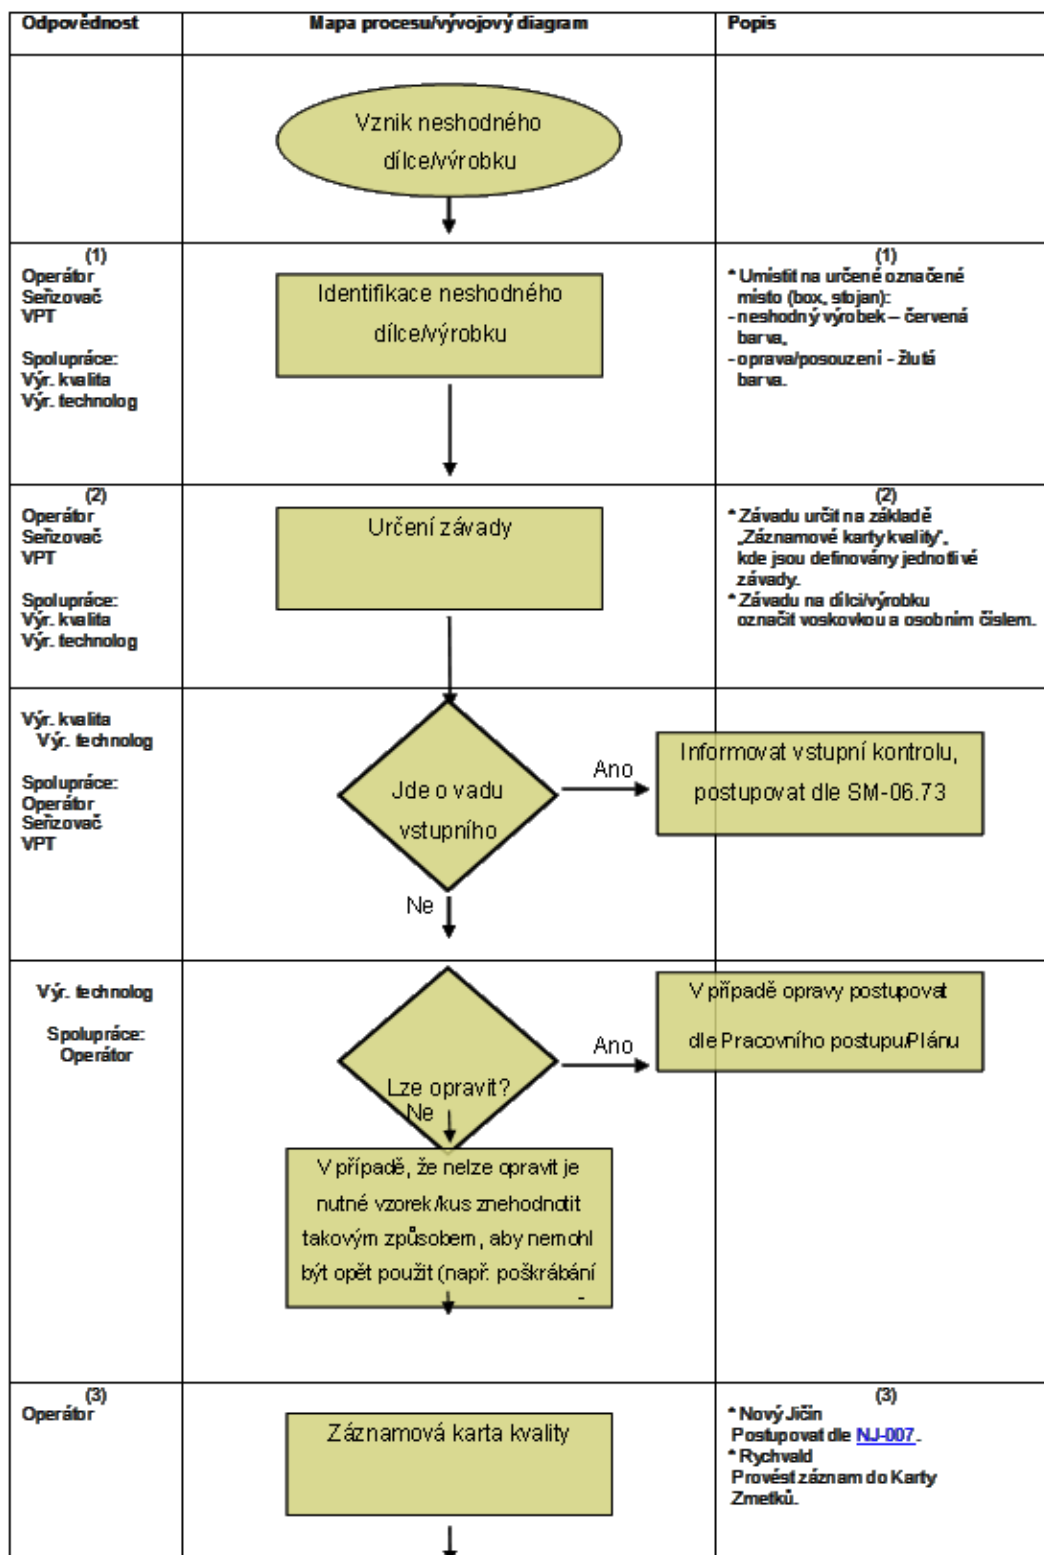 Odpovědnost
Mapa procesu/vývojový diagram
Popis
Vznik neshodného
dílce/výrobku
(1)
Operátor
Seřizovač
VPT
Spolupráce:
Výr. kvalita
Výr. technolog
Identifikace neshodného
dílce/výrobku
(1)
* Umístit na určené označené
místo (box, stojan):
- neshodný výrobek – červená
barva,
- oprava/posouzení - žlutá
barva.
(2)
Operátor
Seřizovač
VPT
Spolupráce:
Výr. kvalita
Výr. technolog
Určení závady
(2)
* Závadu určit na základě
„Záznamové karty kvality",
kde jsou definovány jednotlivé
závady.
* Závadu na dílci/výrobku
označit voskovkou a osobním číslem.
Výr. kvalita
Výr. technolog
Spolupráce:
Operátor
Seřizovač
VPT
Jde o vadu
vstupního
Ano
Informovat vstupní kontrolu,
postupovat dle SM-06.73
Ne
Výr. technolog
Spolupráce:
Operátor
Lze opravit?
Ano
V případě opravy postupovat
dle Pracovního postupu/Plánu
Ne
V případě, že nelze opravit je
nutné vzorek/kus znehodnotit
takovým způsobem, aby nemohl
být opět použit (např. poškrábání
(3)
Operátor
Záznamová karta kvality
(3)
* Nový Jičín
Postupovat dle NJ-007.
* Rychvald
Provést záznam do Karty
Zmetků.